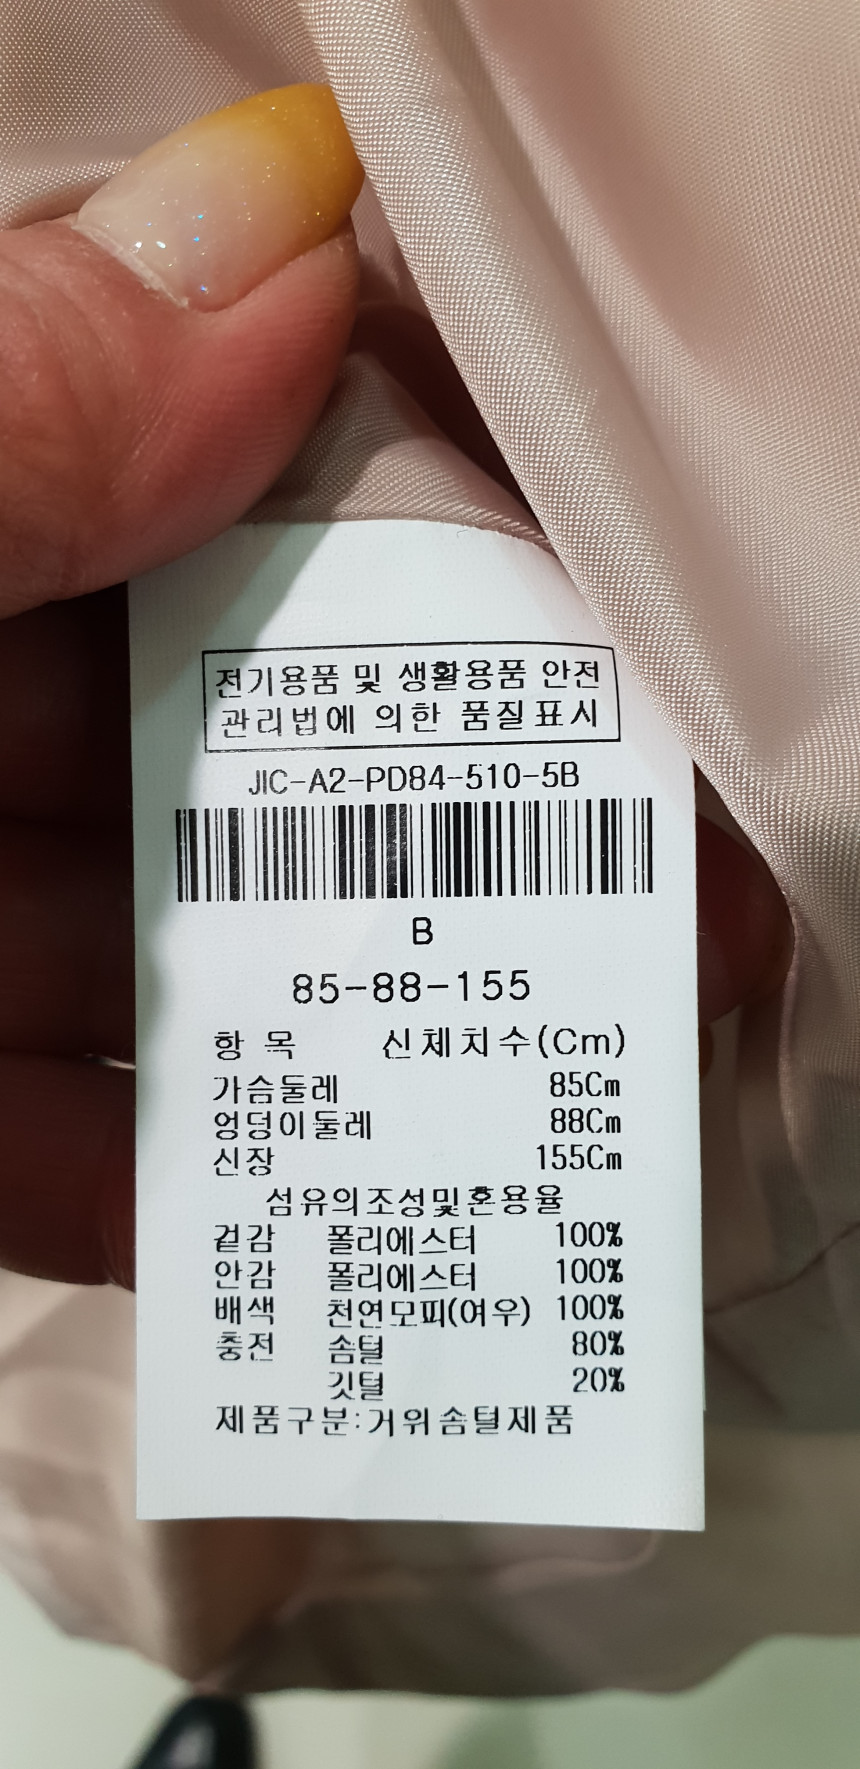 전기용품 및 생활용품 안전
관리법에 의한 품질표시
JIC-A2-PD84-510-5B
B
85-88-155
항 목 신체치수(Cm)
가슴둘레 85Cm
엉덩이둘레 88Cm
신장 155Cm
섬유의조성및혼용율
겉감 폴리에스터 100%
안감 폴리에스터 100%
배색 천연모피(여우) 100%
충전 솜털 80%
깃털 20%
제품구분:거위솜털제품